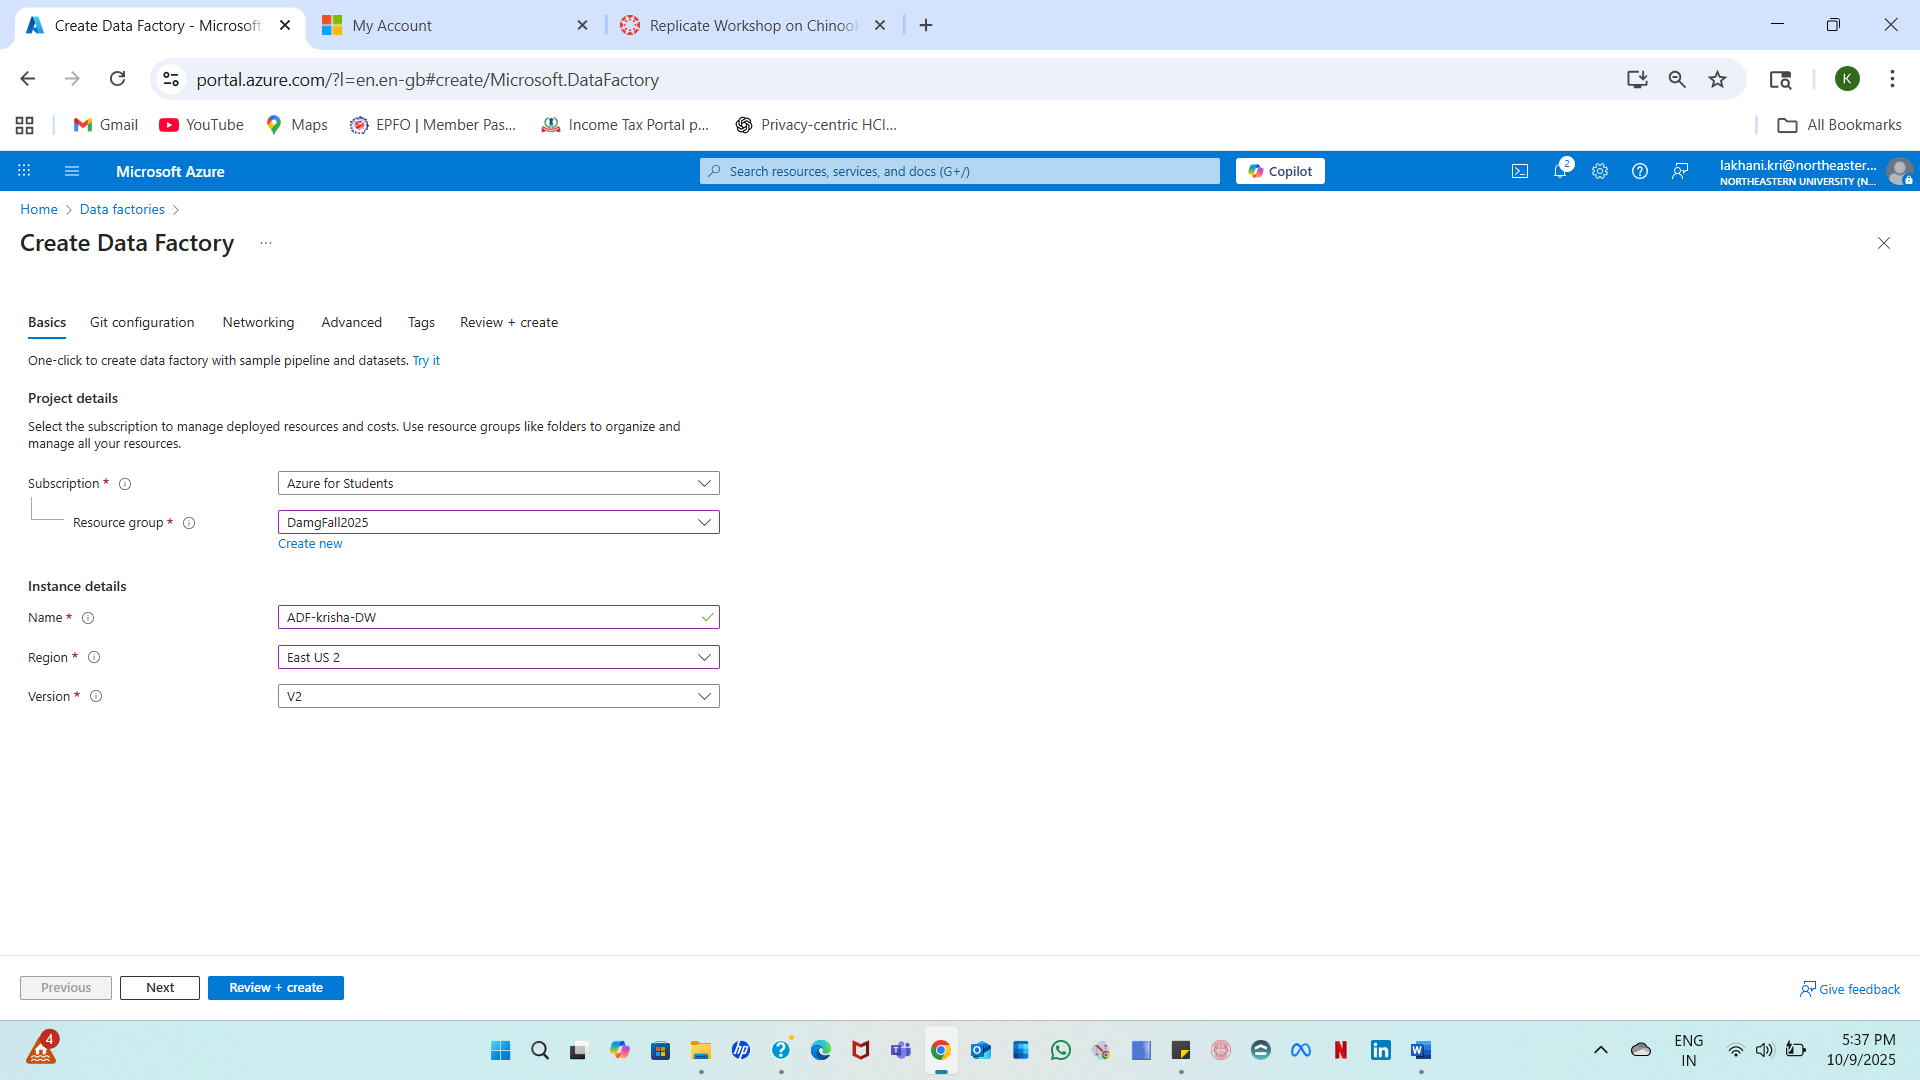 Create Data Factory - Microsoft
My Account
Replicate Workshop on Chinook
portal.azure.com/?l=en.en-gb#create/Microsoft.DataFactory
K
Gmail
YouTube
Maps
EPFO | Member Pas...
Income Tax Portal p...
Privacy-centric HCI...
All Bookmarks
Microsoft Azure
Search resources, services, and docs (G+/)
Copilot
2
lakhani.kri@northeaster...
NORTHEASTERN UNIVERSITY (N...
Home > Data factories >
Create Data Factory ...
Basics
Git configuration
Networking
Advanced
Tags
Review + create
One-click to create data factory with sample pipeline and datasets. Try it
Project details
Select the subscription to manage deployed resources and costs. Use resource groups like folders to organize and
manage all your resources.
Subscription *
Azure for Students
Resource group *
DamgFall2025
Create new
Instance details
Name *
ADF-krisha-DW
Region *
East US 2
Version *
V2
Previous
Next
Review + create
Give feedback
4
ENG
IN
5:37 PM
10/9/2025